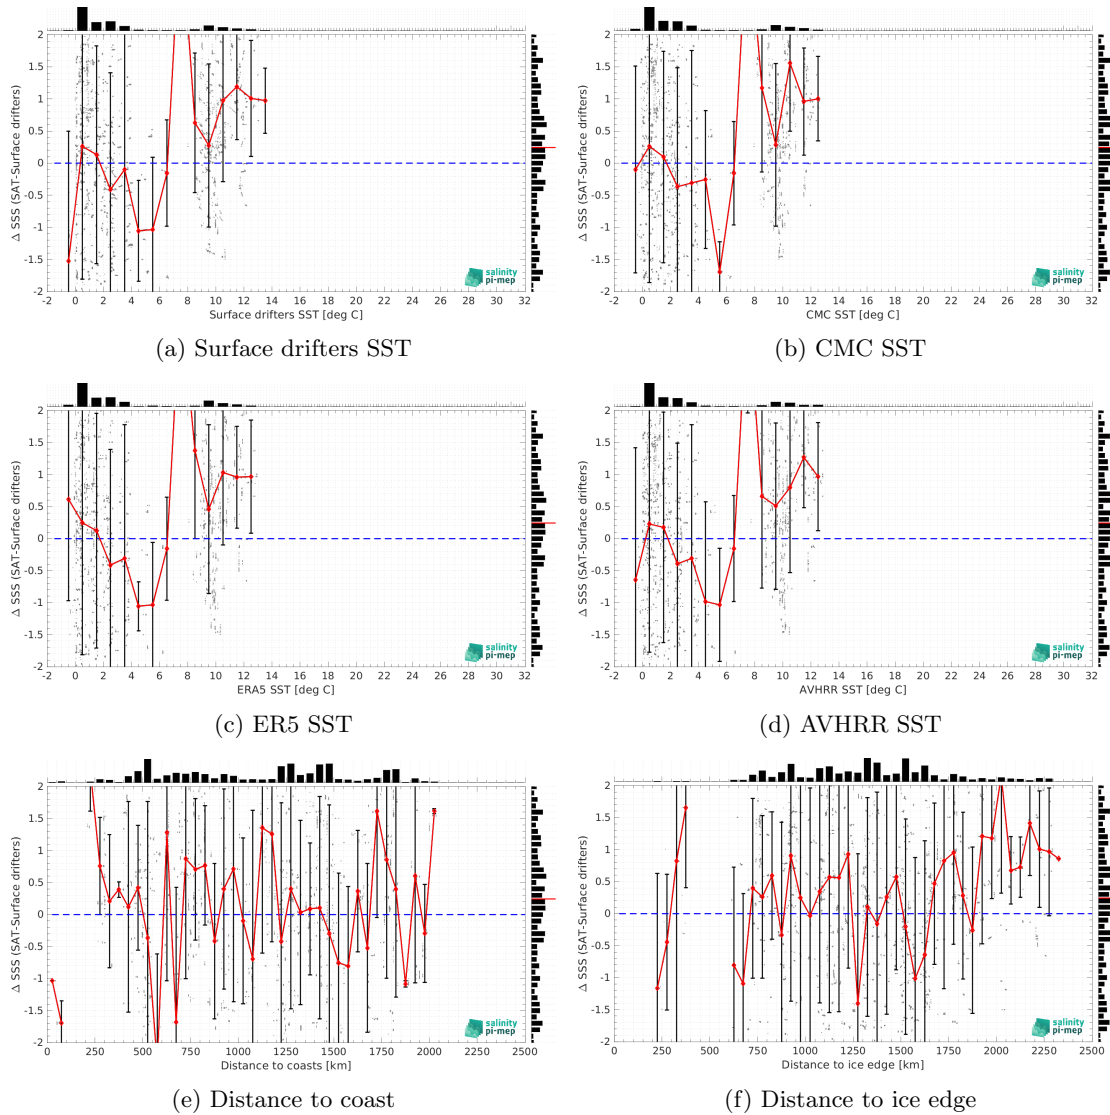 2
1.5
1
0.5
0
-0.5
-1
-1.5
-2
Δ SSS (SAT-Surface drifters)
-2 0 2 4 6 8 10 12 14 16 18 20 22 24 26 28 30 32
Surface drifters SST [deg C]
salinity
pi-mep
(a) Surface drifters SST
2
1.5
1
0.5
0
-0.5
-1
-1.5
-2
Δ SSS (SAT-Surface drifters)
-2 0 2 4 6 8 10 12 14 16 18 20 22 24 26 28 30 32
CMC SST [deg C]
salinity
pi-mep
(b) CMC SST
2
1.5
1
0.5
0
-0.5
-1
-1.5
-2
Δ SSS (SAT-Surface drifters)
-2 0 2 4 6 8 10 12 14 16 18 20 22 24 26 28 30 32
ERA5 SST [deg C]
salinity
pi-mep
(c) ER5 SST
2
1.5
1
0.5
0
-0.5
-1
-1.5
-2
Δ SSS (SAT-Surface drifters)
-2 0 2 4 6 8 10 12 14 16 18 20 22 24 26 28 30 32
AVHRR SST [deg C]
salinity
pi-mep
(d) AVHRR SST
2
1.5
1
0.5
0
-0.5
-1
-1.5
-2
Δ SSS (SAT-Surface drifters)
0 250 500 750 1000 1250 1500 1750 2000 2250 2500
Distance to coasts [km]
salinity
pi-mep
(e) Distance to coast
2
1.5
1
0.5
0
-0.5
-1
-1.5
-2
Δ SSS (SAT-Surface drifters)
0 250 500 750 1000 1250 1500 1750 2000 2250 2500
Distance to ice edge [km]
salinity
pi-mep
(f) Distance to ice edge